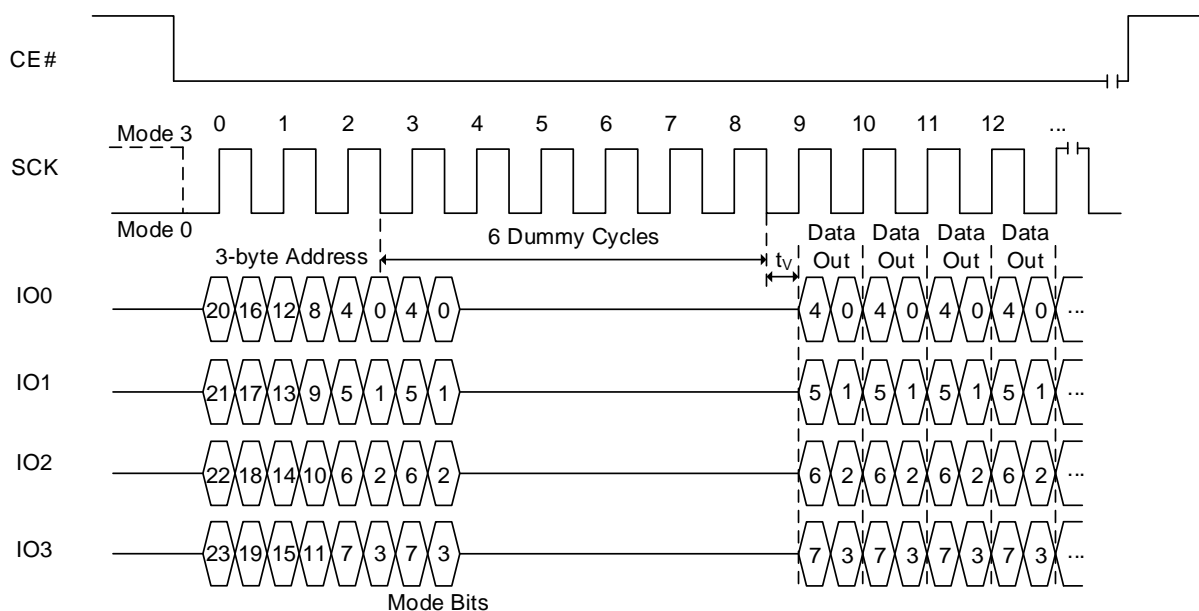 CE#
Mode 3 0 1 2 3 4 5 6 7 8 9 10 11 12 ...
SCK
Mode 0
6 Dummy Cycles
3-byte Address
tV
Data Out Data Out Data Out Data Out
IO0 20 16 12 8 4 0 4 0 4 0 4 0 4 0 4 0 ...
IO1 21 17 13 9 5 1 5 1 5 1 5 1 5 1 5 1 ...
IO2 22 18 14 10 6 2 6 2 6 2 6 2 6 2 6 2 ...
IO3 23 19 15 11 7 3 7 3 7 3 7 3 7 3 7 3 ...
Mode Bits